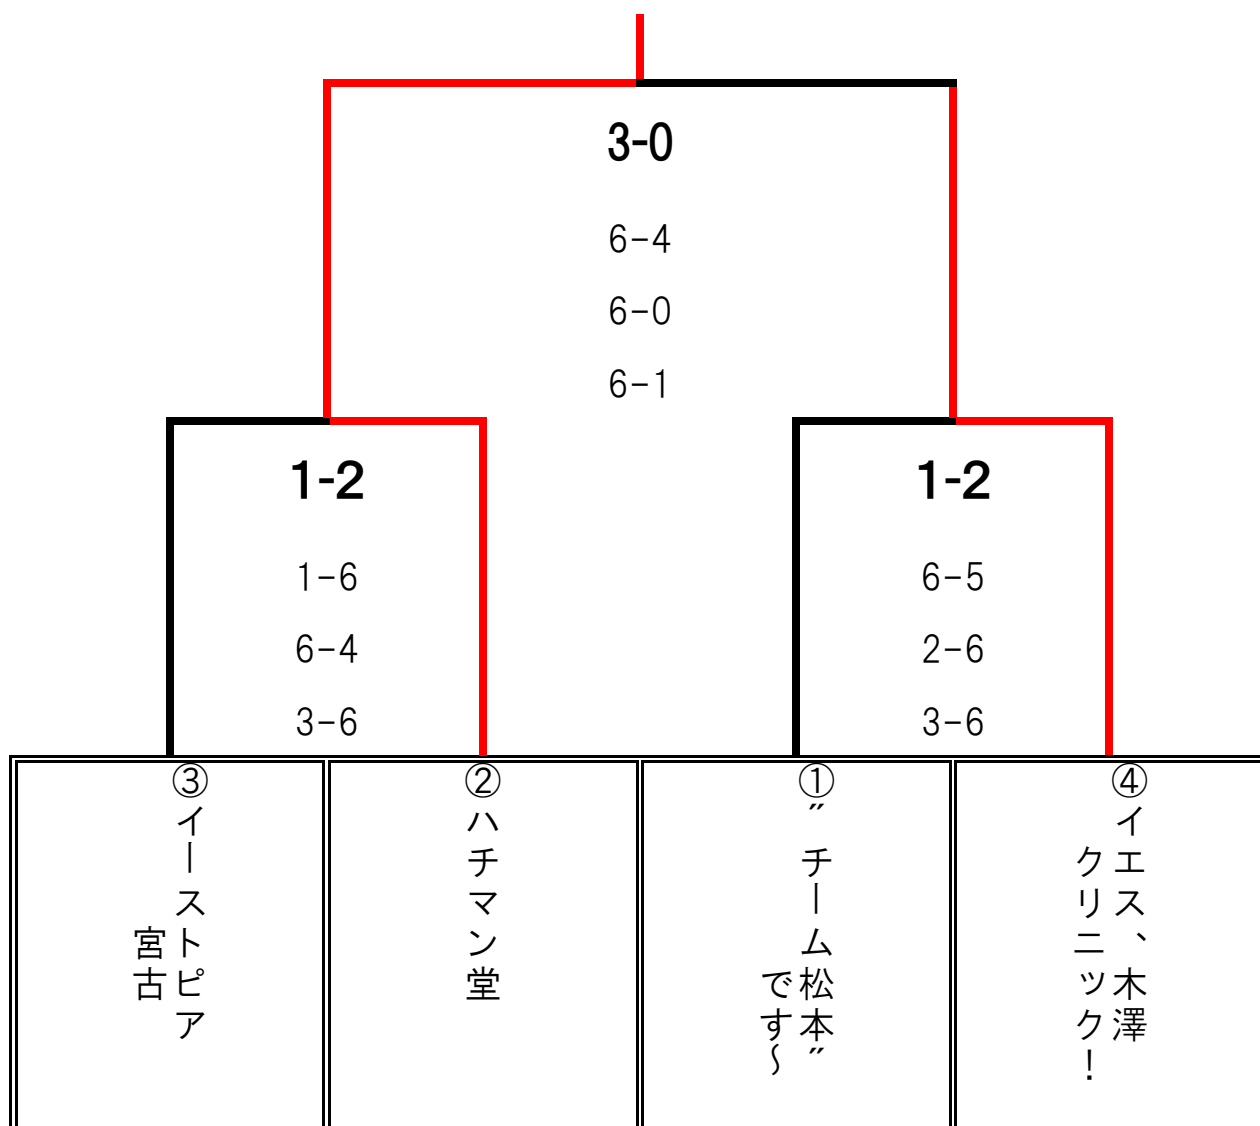 3-0
6-4
6-0
6-1
1-2
1-6
6-4
3-6
1-2
6-5
2-6
3-6
③イーストピア
宮古
②ハチマン堂
①〃チーム松本〃
です～
④イエス、木澤
クリニック！